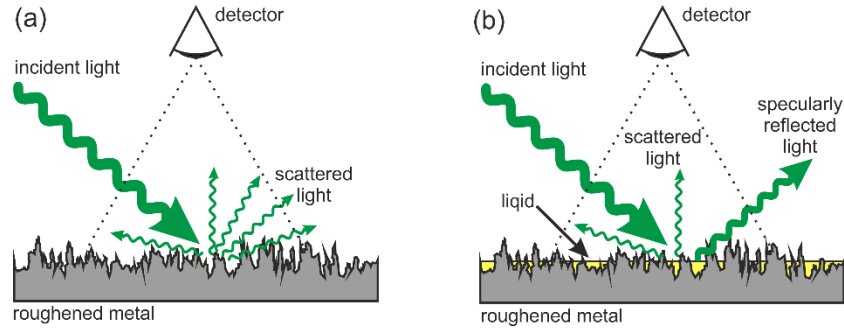 (a)
detector
incident light
scattered
light
roughened metal
(b)
detector
incident light
specularly
reflected
light
scattered
light
liqid
roughened metal